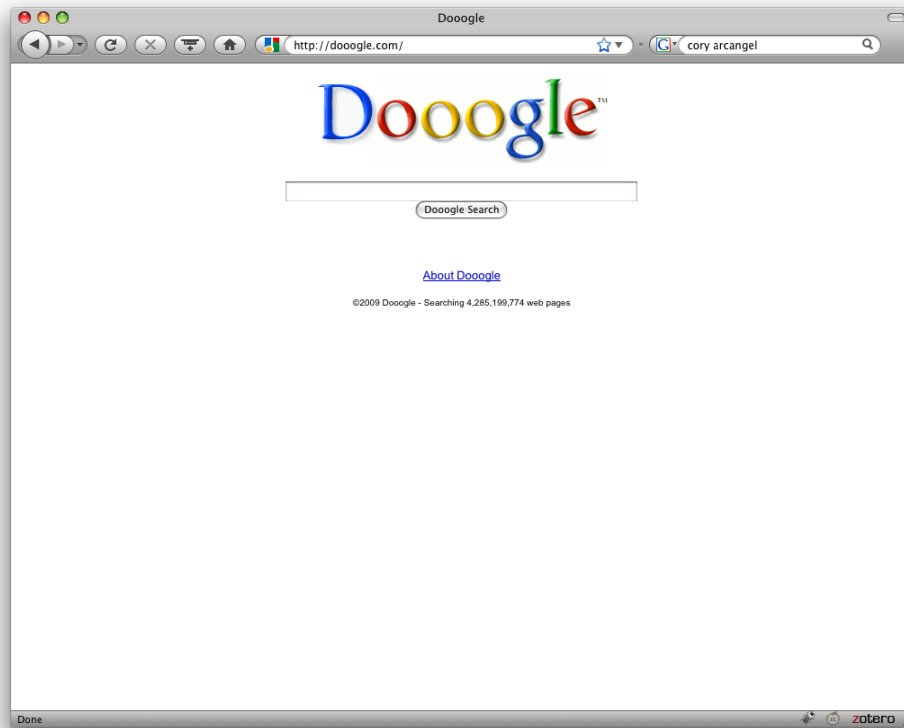 Dooogle
http://dooogle.com/
G
cory arcangel
Dooogle™
Dooogle Search
About Dooogle
©2009 Dooogle - Searching 4,285,199,774 web pages
Done
zotero